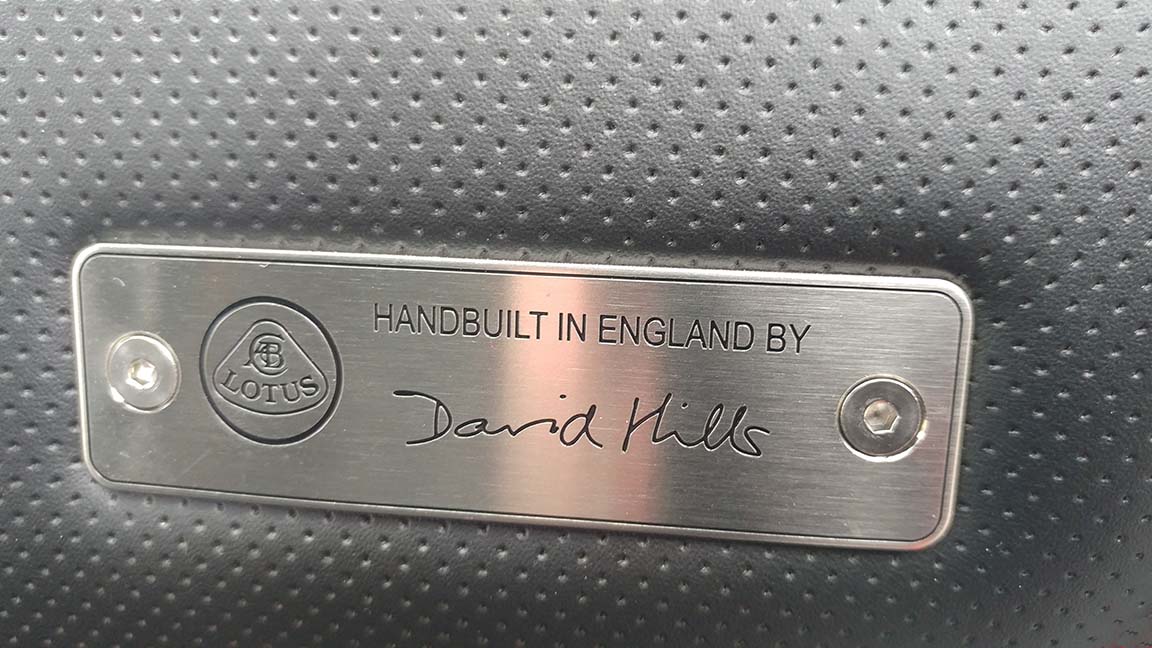 ACBC
LOTUS
HANDBUILT IN ENGLAND BY
David Hills